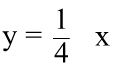 y = 1/4 x